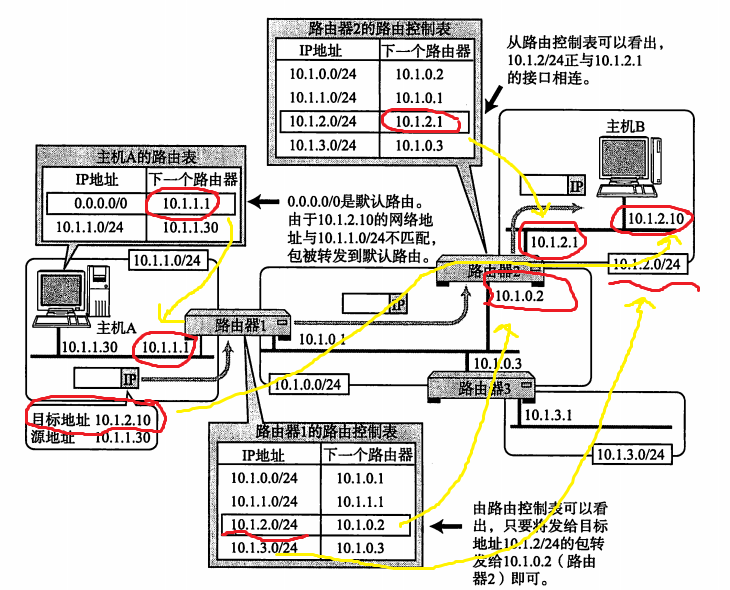 路由器2的路由控制表
IP地址 下一个路由器
10.1.0.0/24 10.1.0.2
10.1.1.0/24 10.1.0.1
10.1.2.0/24 10.1.2.1
10.1.3.0/24 10.1.0.3
从路由控制表可以看出，
10.1.2/24正与10.1.2.1
的接口相连。
主机B
IP
10.1.2.10
10.1.2.1
10.1.2.0/24
主机A的路由表
IP地址 下一个路由器
0.0.0.0/0 10.1.1.1
10.1.1.0/24 10.1.1.30
0.0.0.0/0是默认路由。
由于10.1.2.10的网络地
址与10.1.1.0/24不匹配，
包被转发到默认路由。
10.1.1.0/24
主机A
10.1.1.30
10.1.1.1
IP
目标地址 10.1.2.10
源地址 10.1.1.30
路由器1
10.1.0.1
IP
路由器2
10.1.0.2
10.1.0.3
10.1.0.0/24
路由器3
10.1.3.1
10.1.3.0/24
路由器1的路由控制表
IP地址 下一个路由器
10.1.0.0/24 10.1.0.1
10.1.1.0/24 10.1.1.1
10.1.2.0/24 10.1.0.2
10.1.3.0/24 10.1.0.3
由路由控制表可以看
出，只要将发给目标
地址10.1.2/24的包转
发给10.1.0.2（路由
器2）即可。